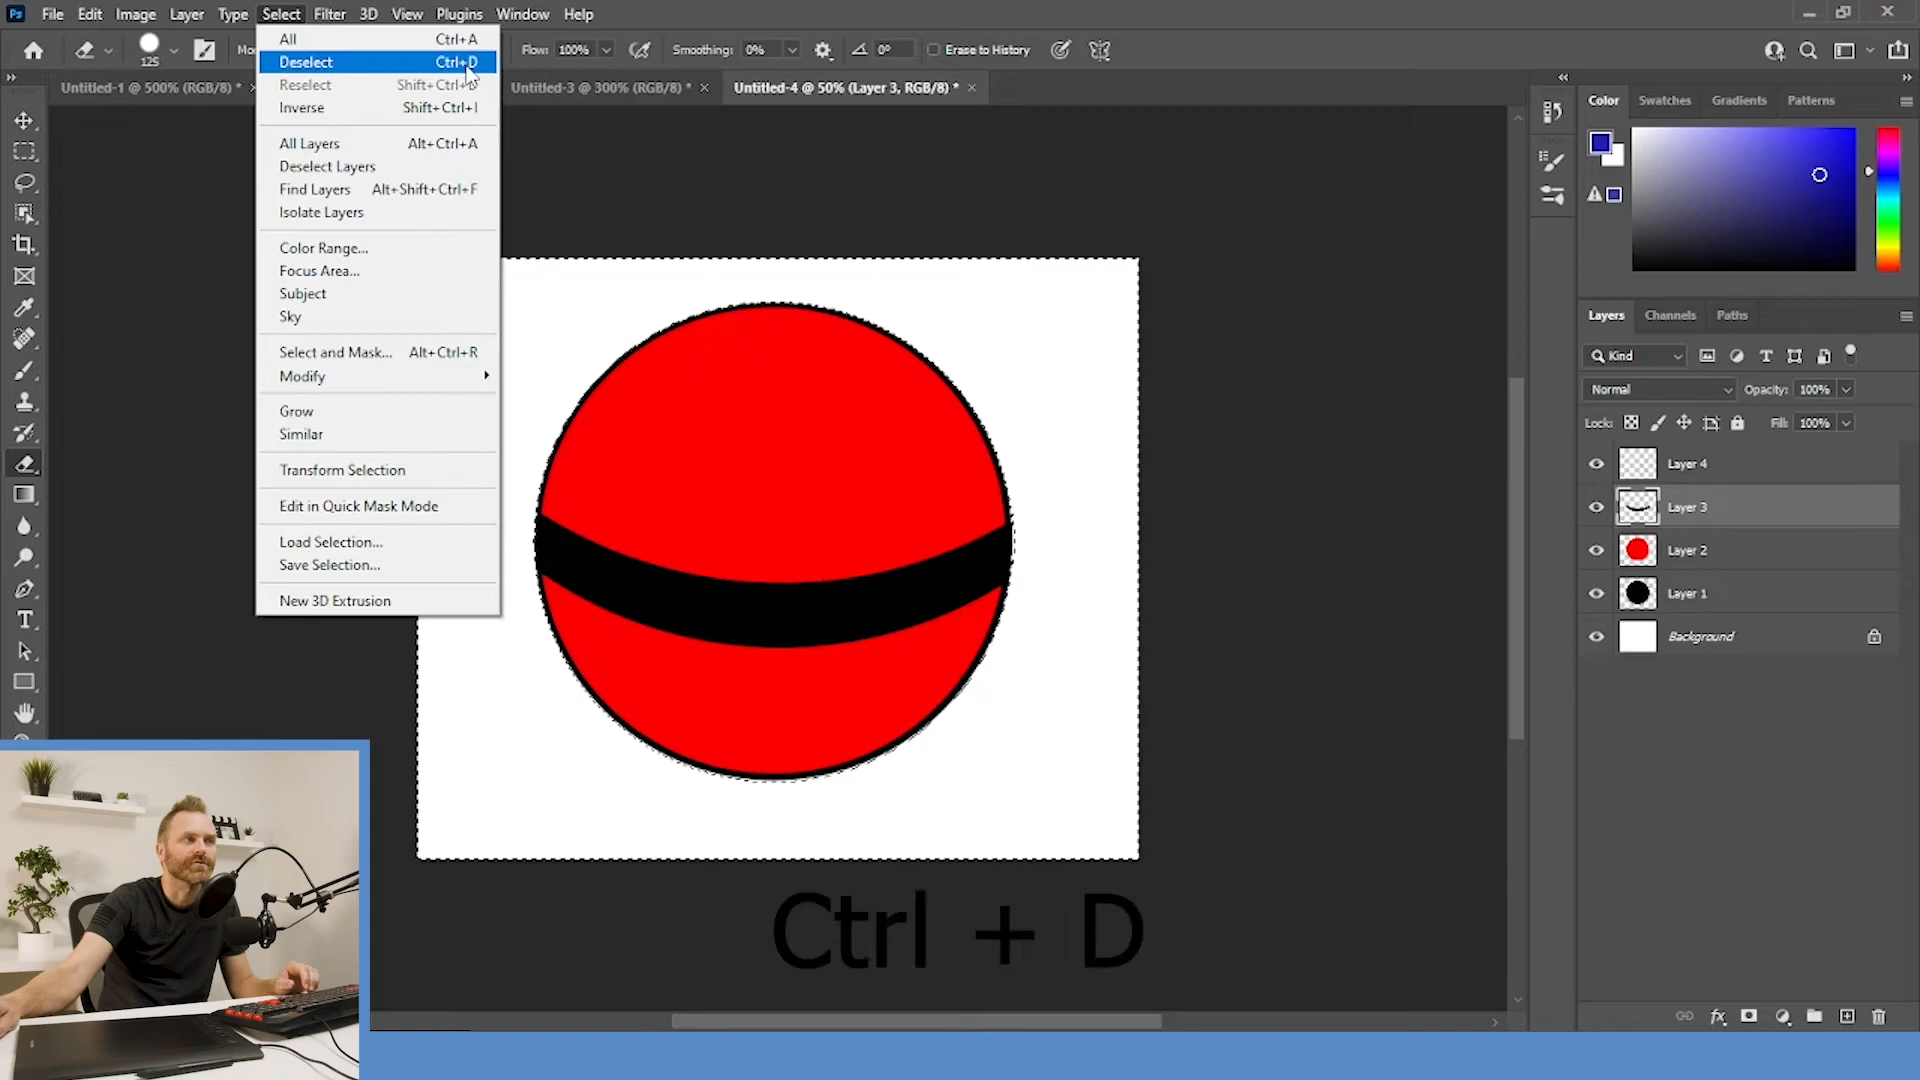 Ps File Edit Image Layer Type Select Filter 3D View Plugins Window Help
125 Flow: 100% Smoothing: 0% 0° Erase to History
Untitled-1 @ 500% (RGB/8) * Untitled-3 @ 300% (RGB/8) * × Untitled-4 @ 50% (Layer 3, RGB/8) * ×
All Ctrl+A
Deselect Ctrl+D
Reselect Shift+Ctrl+D
Inverse Shift+Ctrl+I
All Layers Alt+Ctrl+A
Deselect Layers
Find Layers Alt+Shift+Ctrl+F
Isolate Layers
Color Range...
Focus Area...
Subject
Sky
Select and Mask... Alt+Ctrl+R
Modify
Grow
Similar
Transform Selection
Edit in Quick Mask Mode
Load Selection...
Save Selection...
New 3D Extrusion
Color Swatches Gradients Patterns
Layers Channels Paths
Kind
Normal Opacity: 100%
Lock: Fill: 100%
Layer 4
Layer 3
Layer 2
Layer 1
Background
fx
Ctrl + D